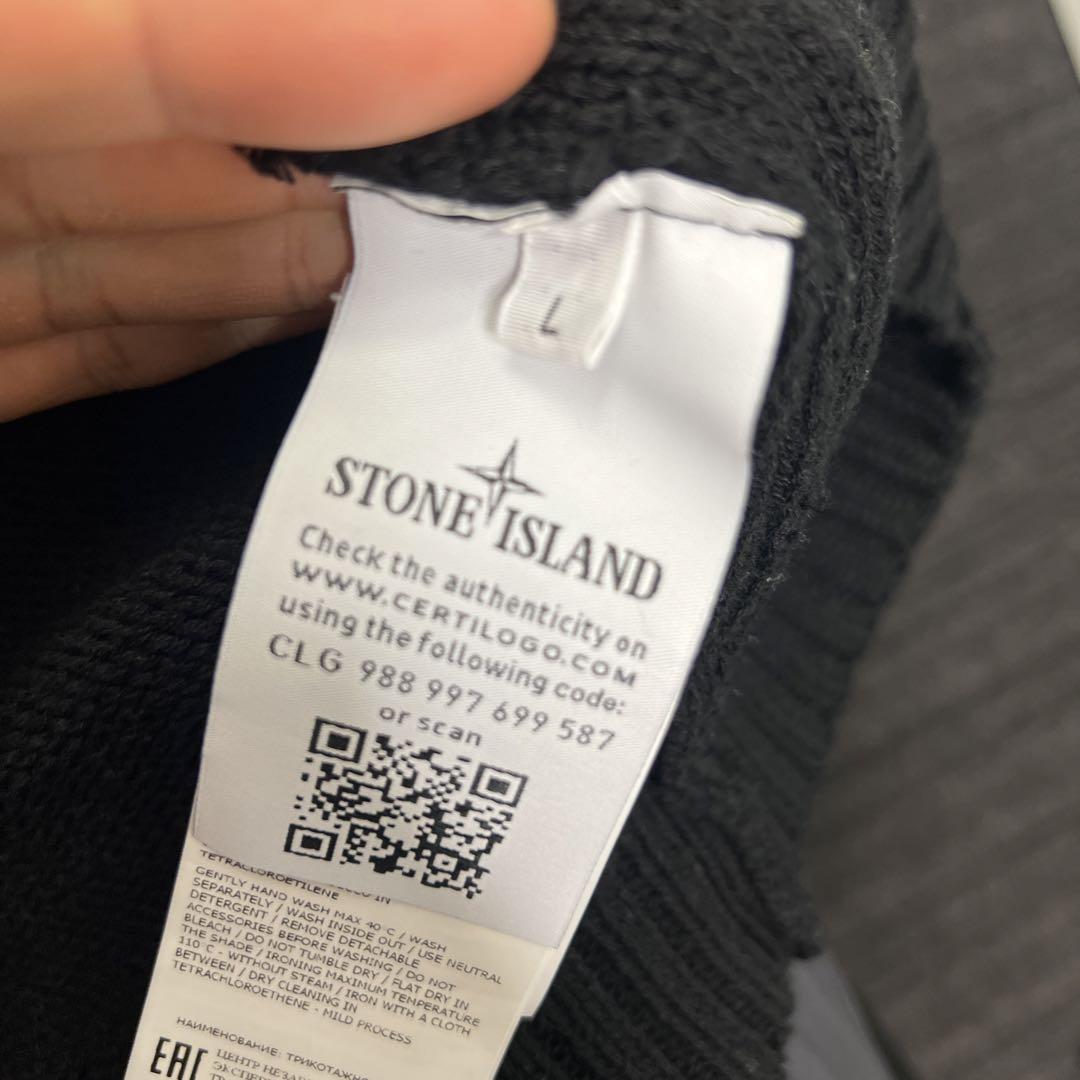 L
STONE ISLAND
Check the authenticity on
WWW.CERTILOGO.COM
using the following code:
CLG 988 997 699 587
or scan
TETRACLOROETILENE
GENTLY HAND WASH MAX 40°C / WASH
SEPARATELY / WASH INSIDE OUT / USE NEUTRAL
DETERGENT / REMOVE DETACHABLE
ACCESSORIES BEFORE WASHING / DO NOT
BLEACH / DO NOT TUMBLE DRY / FLAT DRY IN
THE SHADE / IRONING MAXIMUM TEMPERATURE
110°C - WITHOUT STEAM / IRON WITH A CLOTH
BETWEEN / DRY CLEANING IN
TETRACHLOROETHENE - MILD PROCESS
НАИМЕНОВАНИЕ: ТРИКОТАЖНО
EAC
ЦЕНТР НЕЗА